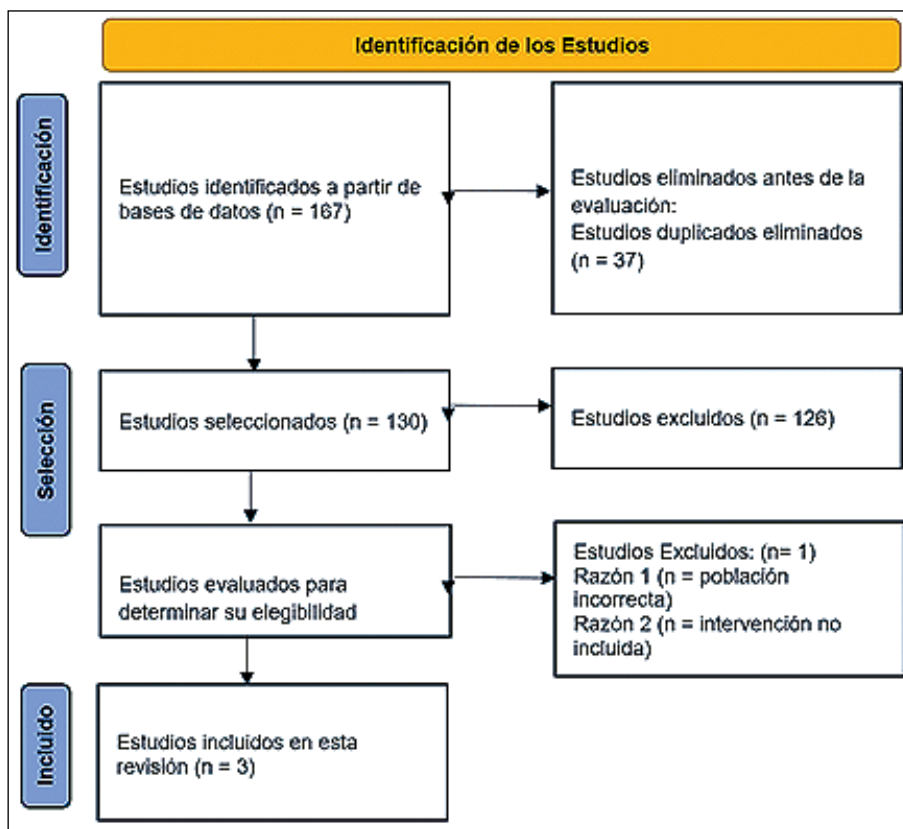 Identificación de los Estudios
Identificación
Estudios identificados a partir de
bases de datos (n = 167)
Estudios eliminados antes de la
evaluación:
Estudios duplicados eliminados
(n = 37)
Selección
Estudios seleccionados (n = 130)
Estudios excluidos (n = 126)
Estudios evaluados para
determinar su elegibilidad
Estudios Excluidos: (n= 1)
Razón 1 (n = población
incorrecta)
Razón 2 (n = intervención no
incluida)
Incluido
Estudios incluidos en esta
revisión (n = 3)